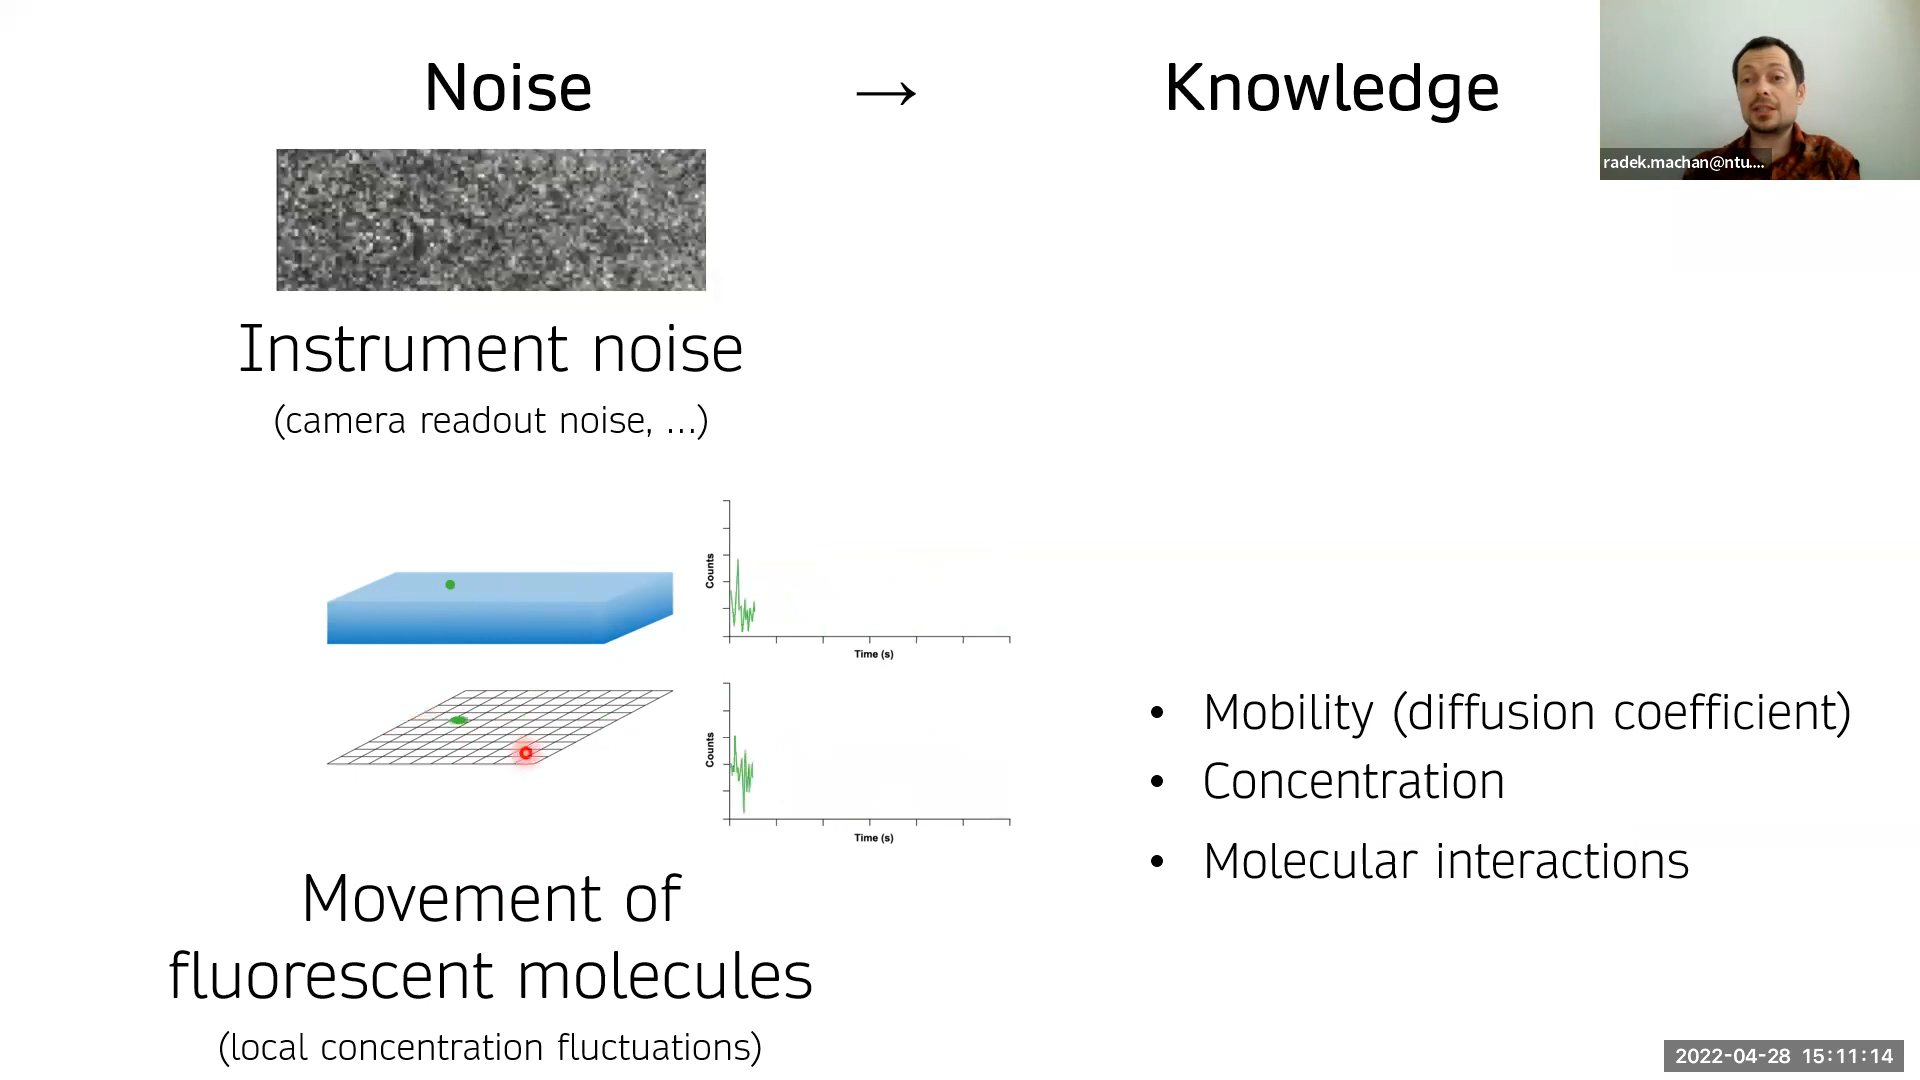 Noise → Knowledge
radek.machan@ntu....
Instrument noise
(camera readout noise, ...)
Counts
Time (s)
Counts
Time (s)
• Mobility (diffusion coefficient)
• Concentration
• Molecular interactions
Movement of
fluorescent molecules
(local concentration fluctuations)
2022-04-28 15:11:14